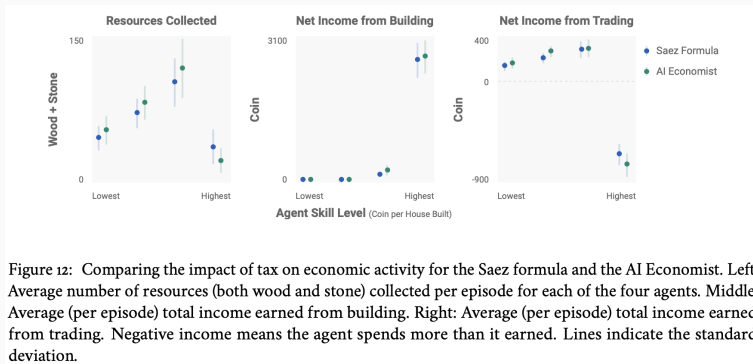 Resources Collected
Net Income from Building
Net Income from Trading
150
0
Wood + Stone
Lowest
Highest
3100
0
Coin
Lowest
Highest
400
0
-900
Coin
Lowest
Highest
Saez Formula
AI Economist
Agent Skill Level (Coin per House Built)
Figure 12: Comparing the impact of tax on economic activity for the Saez formula and the AI Economist. Left
Average number of resources (both wood and stone) collected per episode for each of the four agents. Middle
Average (per episode) total income earned from building. Right: Average (per episode) total income earned
from trading. Negative income means the agent spends more than it earned. Lines indicate the standard
deviation.